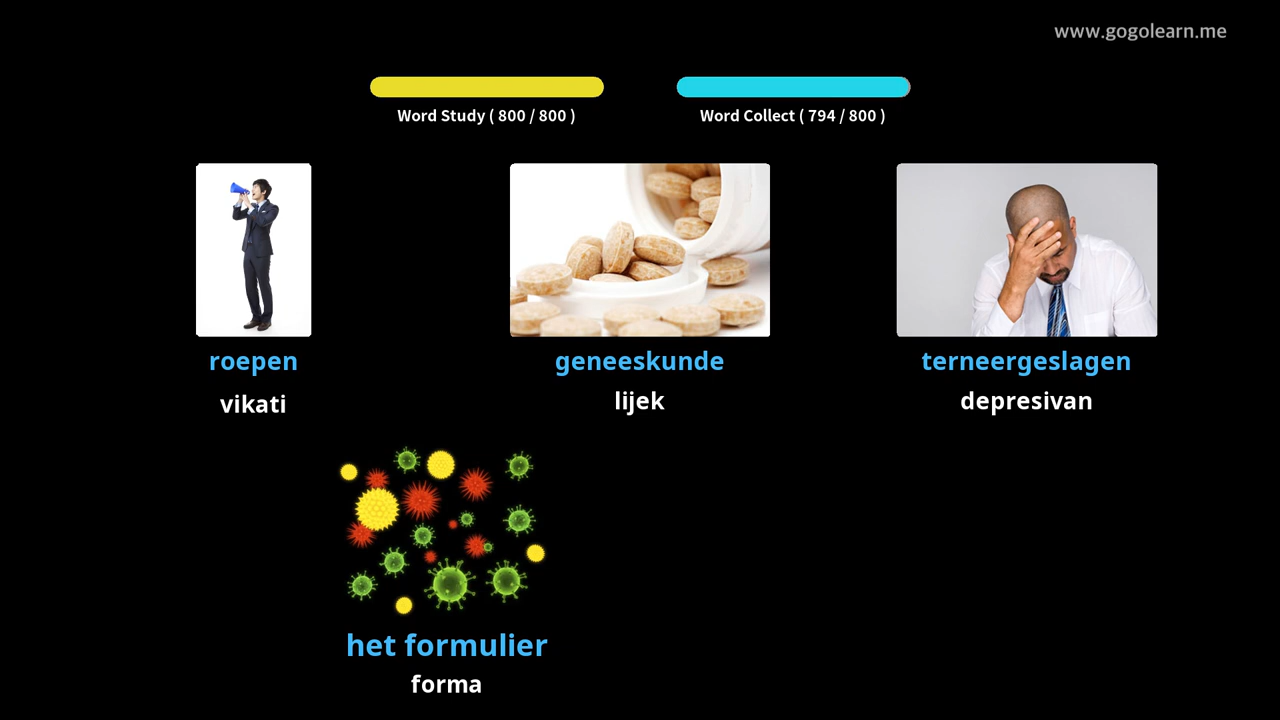 www.gogolearn.me
Word Study ( 800 / 800 )
Word Collect ( 794 / 800 )
roepen
geneeskunde
terneergeslagen
vikati
lijek
depresivan
het formulier
forma